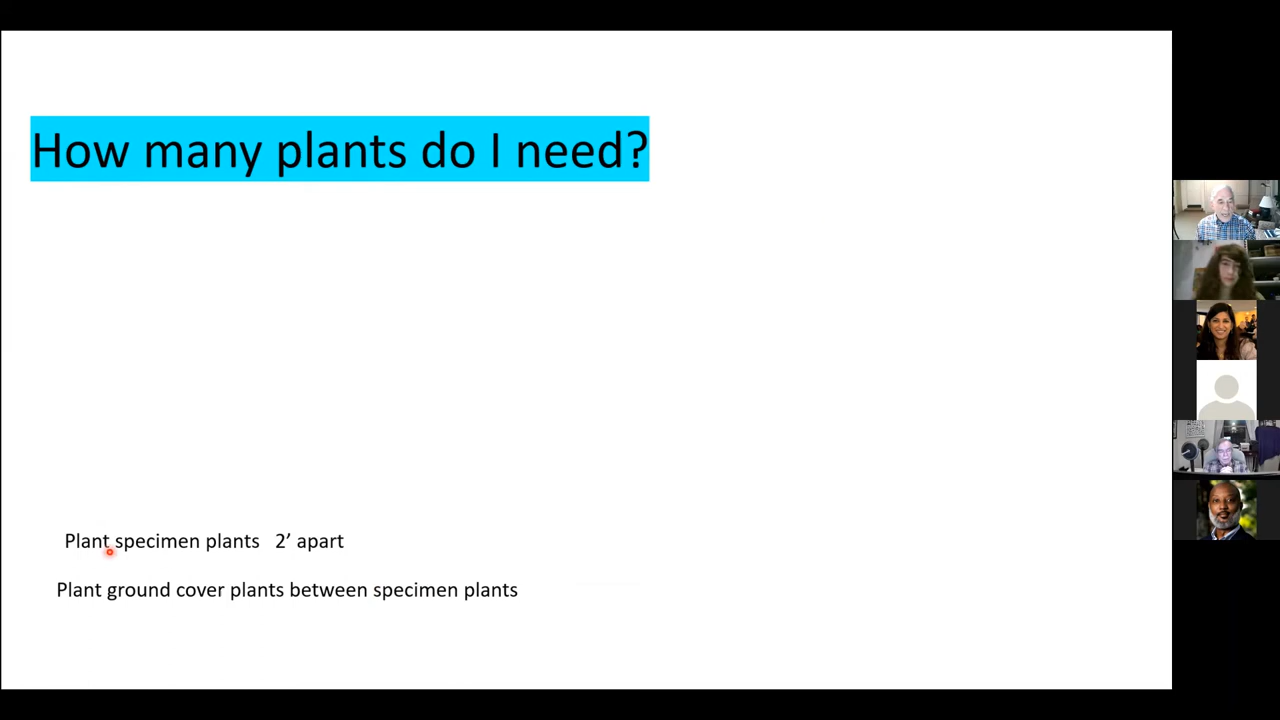 How many plants do I need?
Plant specimen plants 2’ apart
Plant ground cover plants between specimen plants